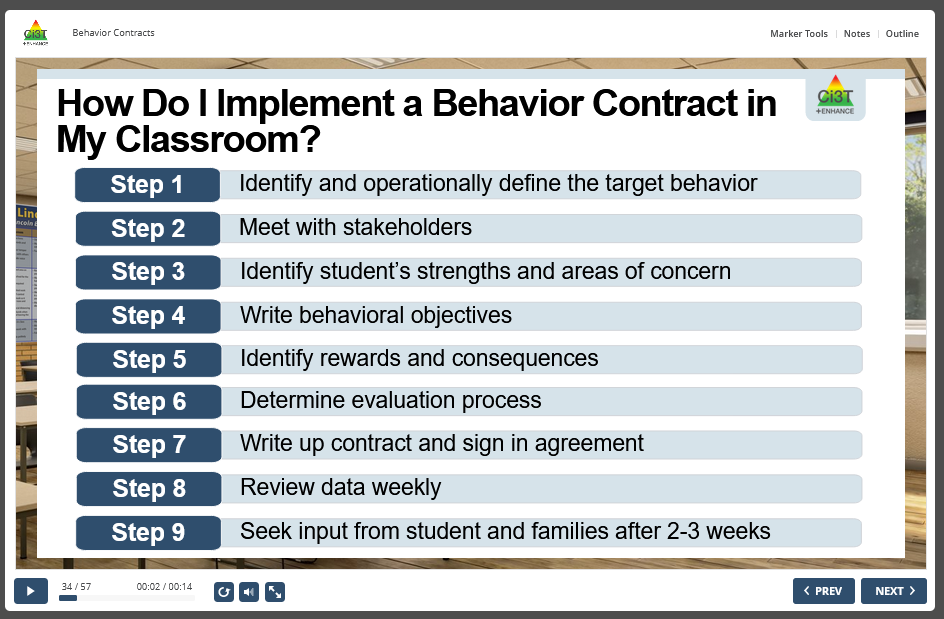 Ci3T
+ENHANCE
Behavior Contracts
Marker Tools
Notes
Outline
How Do I Implement a Behavior Contract in
My Classroom?
Ci3T
+ENHANCE
Step 1 Identify and operationally define the target behavior
Step 2 Meet with stakeholders
Step 3 Identify student’s strengths and areas of concern
Step 4 Write behavioral objectives
Step 5 Identify rewards and consequences
Step 6 Determine evaluation process
Step 7 Write up contract and sign in agreement
Step 8 Review data weekly
Step 9 Seek input from student and families after 2-3 weeks
34 / 57
00:02 / 00:14
PREV
NEXT